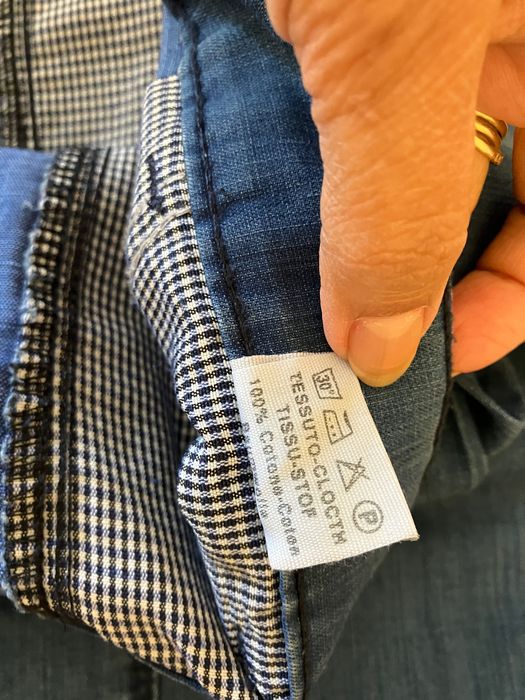 30°
P
TESSUTO-CLOCTH
TISSU-STOF
100% Cotone-Coton